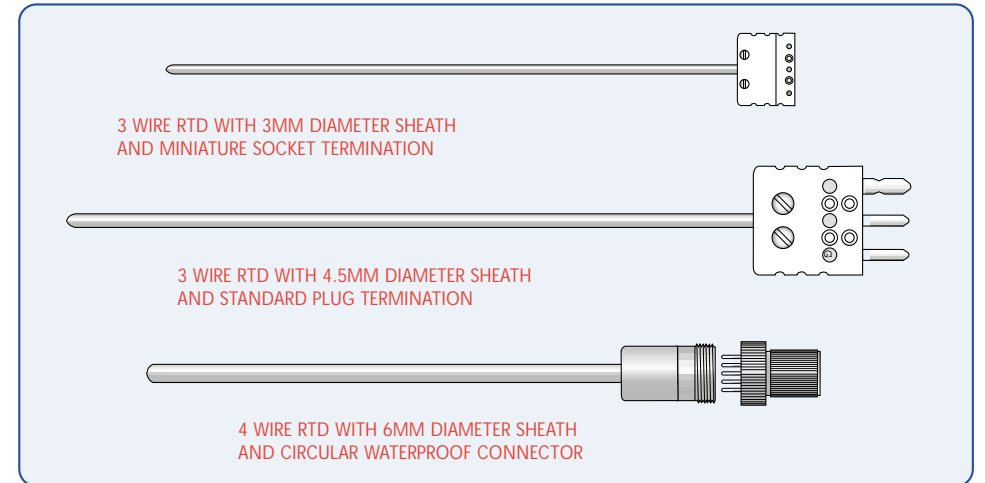 3 WIRE RTD WITH 3MM DIAMETER SHEATH
AND MINIATURE SOCKET TERMINATION
3 WIRE RTD WITH 4.5MM DIAMETER SHEATH
AND STANDARD PLUG TERMINATION
4 WIRE RTD WITH 6MM DIAMETER SHEATH
AND CIRCULAR WATERPROOF CONNECTOR